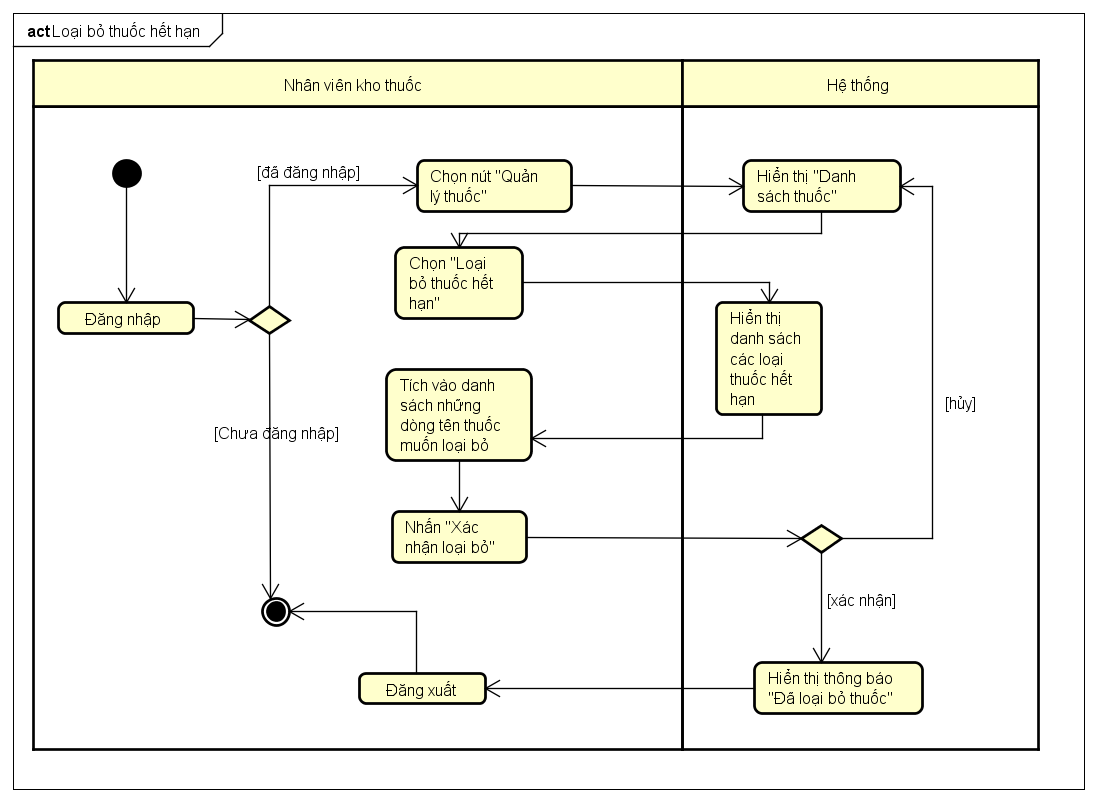 act Loại bỏ thuốc hết hạn
Nhân viên kho thuốc
Hệ thống
[đã đăng nhập]
Chọn nút "Quản
lý thuốc"
Hiển thị "Danh
sách thuốc"
Chọn "Loại
bỏ thuốc hết
hạn"
Đăng nhập
Hiển thị
danh sách
các loại
thuốc hết
hạn
Tích vào danh
sách những
dòng tên thuốc
muốn loại bỏ
[hủy]
[Chưa đăng nhập]
Nhấn "Xác
nhận loại bỏ"
[xác nhận]
Đăng xuất
Hiển thị thông báo
"Đã loại bỏ thuốc"